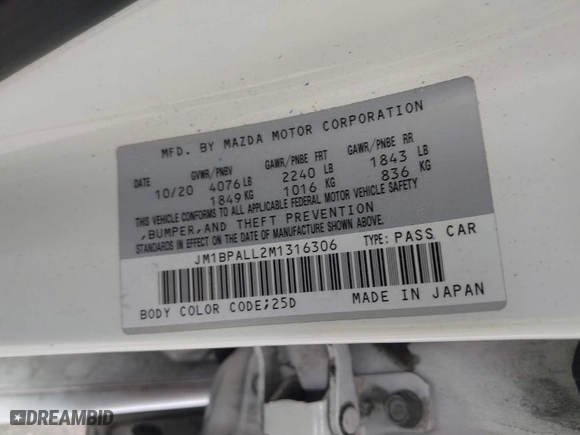 MFD. BY MAZDA MOTOR CORPORATION
DATE GVWR/PNBV GAWR/PNBE FRT GAWR/PNBE RR
10/20 4076 LB 2240 LB 1843 LB
1849 KG 1016 KG 836 KG
THIS VEHICLE CONFORMS TO ALL APPLICABLE FEDERAL MOTOR VEHICLE SAFETY
,BUMPER,AND THEFT PREVENTION
STANDARDS IN EFFECT ON THE DATE OF MANUFACTURE SHOWN ABOVE.
JM1BPALL2M1316306 TYPE: PASS CAR
BODY COLOR CODE;25D MADE IN JAPAN
DREAMBID